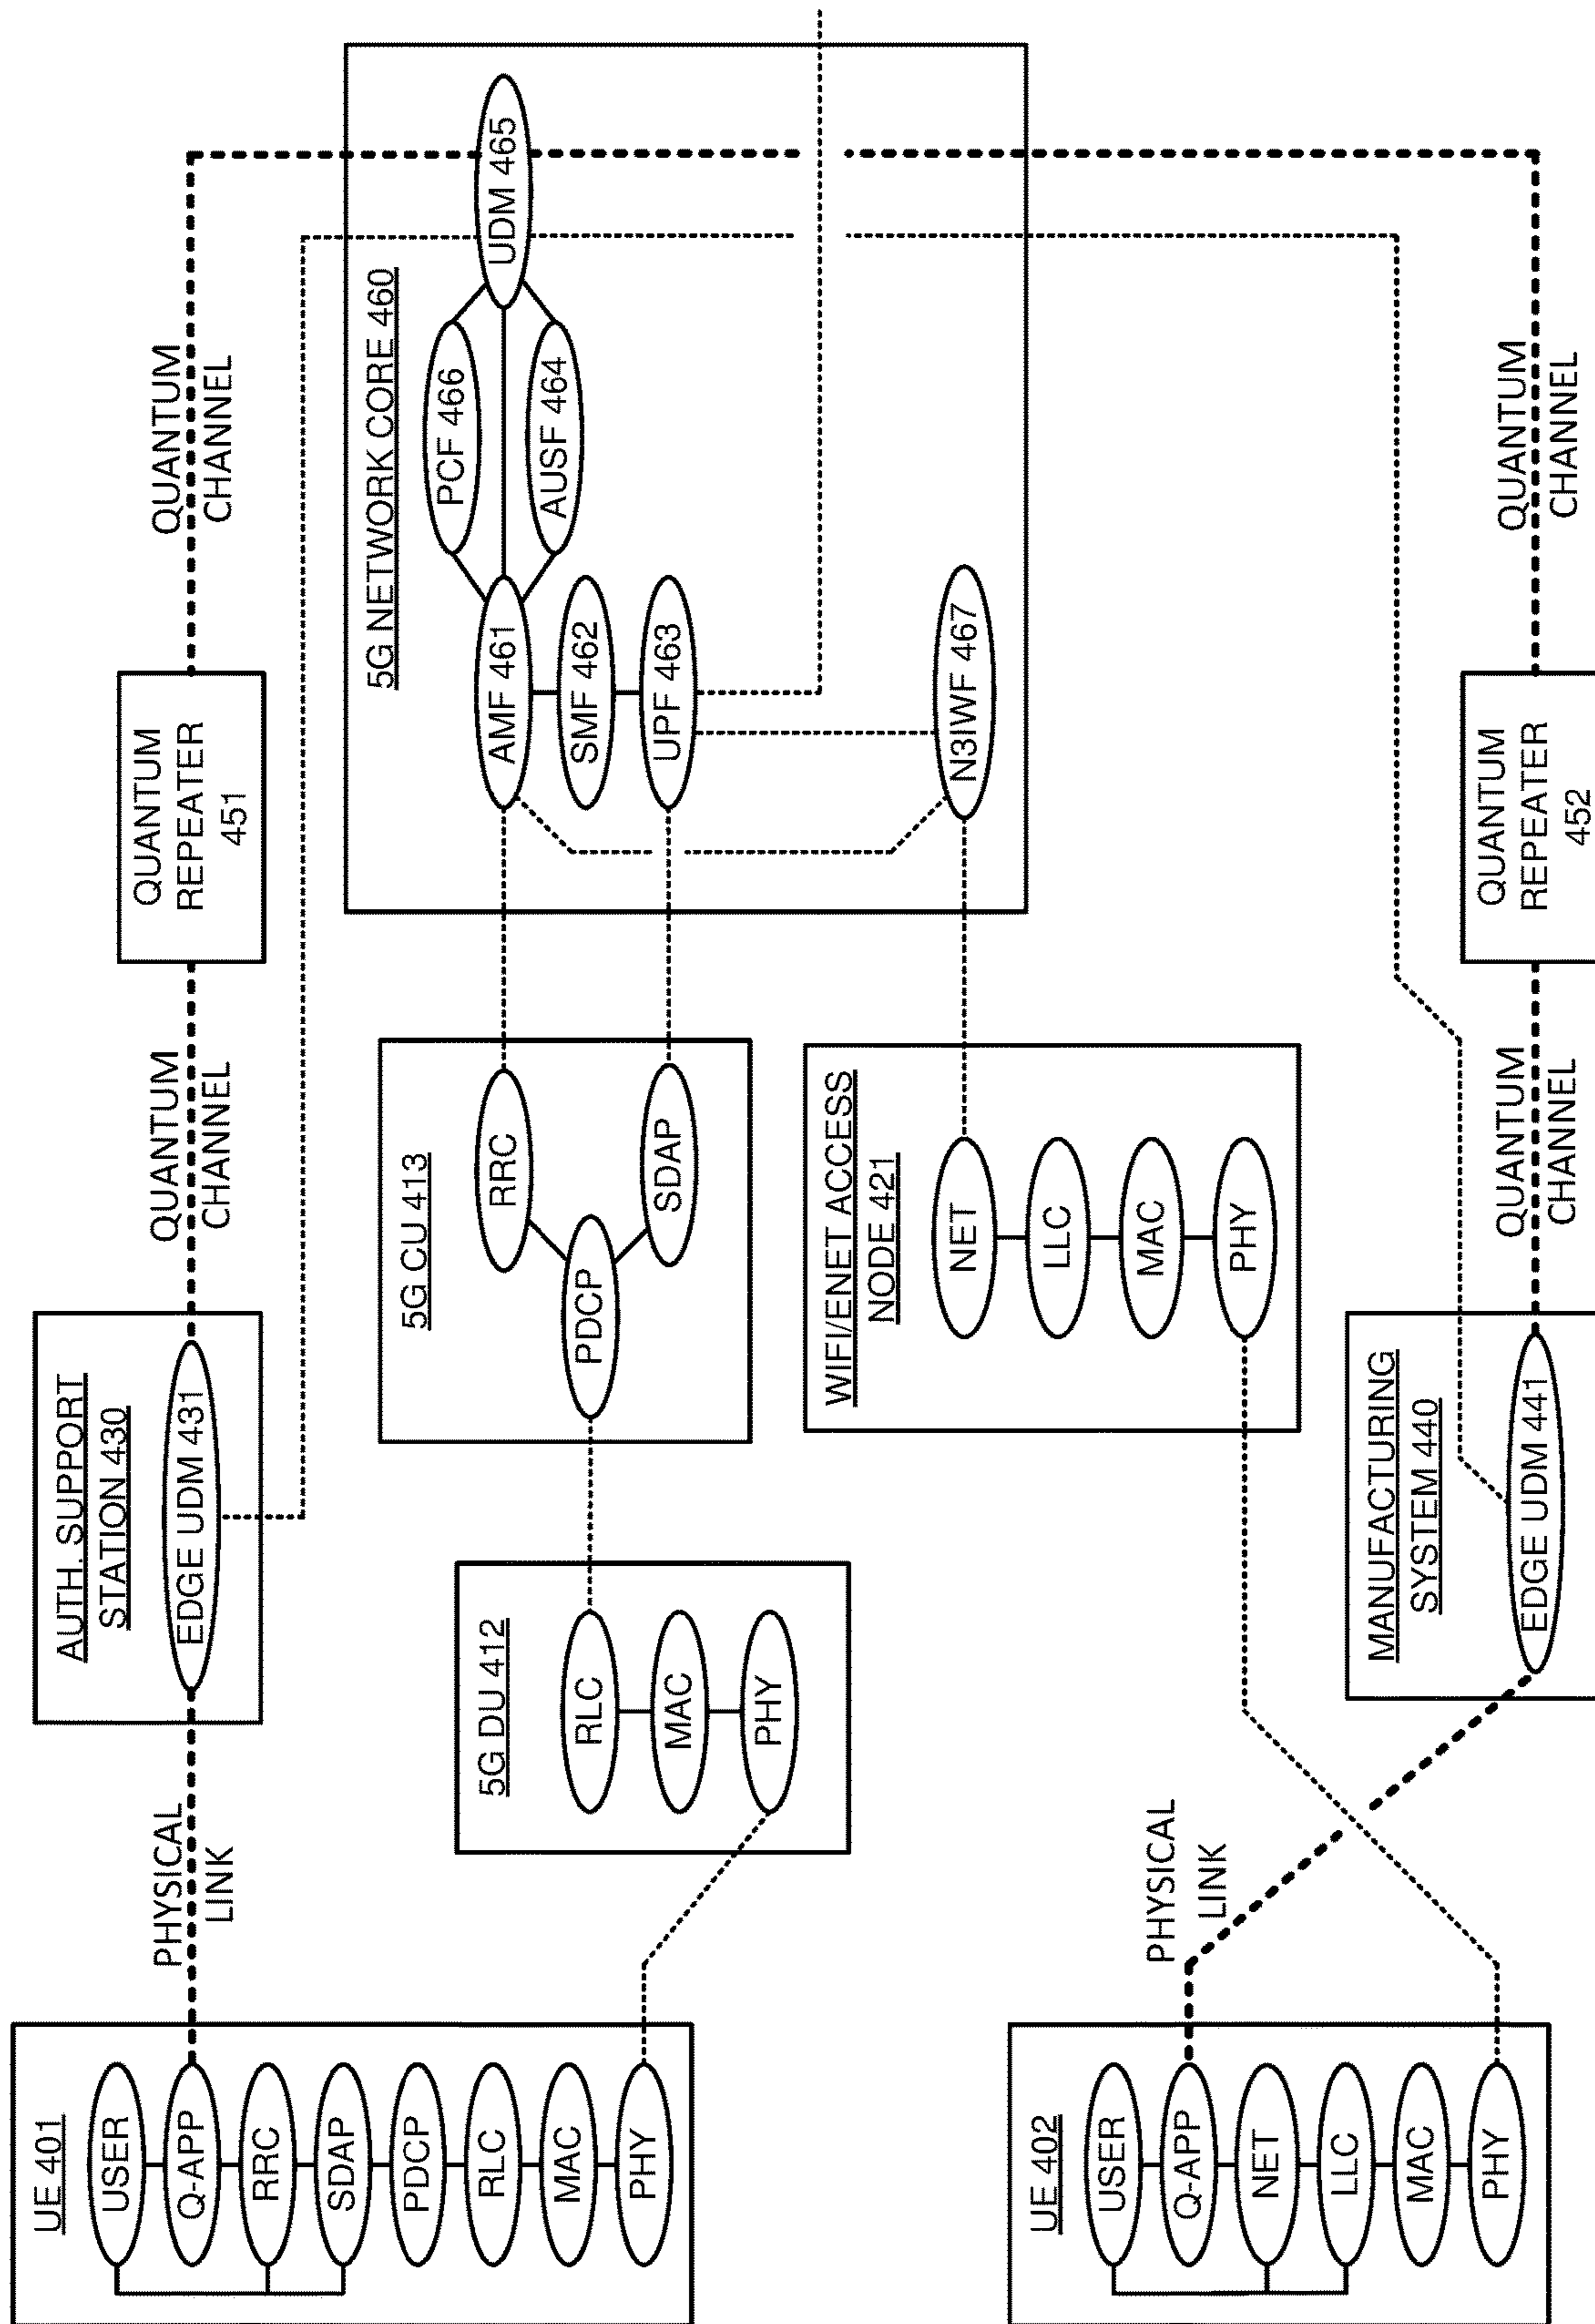 UE 401
USER
Q-APP
RRC
SDAP
PDCP
RLC
MAC
PHY
PHYSICAL
LINK
AUTH. SUPPORT
STATION 430
EDGE UDM 431
QUANTUM
CHANNEL
QUANTUM
REPEATER
451
QUANTUM
CHANNEL
5G DU 412
RLC
MAC
PHY
5G CU 413
RRC
PDCP
SDAP
5G NETWORK CORE 460
PCF 466
AMF 461
UDM 465
AUSF 464
SMF 462
UPF 463
N3IWF 467
WIFI/ENET ACCESS
NODE 421
NET
LLC
MAC
PHY
UE 402
USER
Q-APP
NET
LLC
MAC
PHY
PHYSICAL
LINK
MANUFACTURING
SYSTEM 440
EDGE UDM 441
QUANTUM
CHANNEL
QUANTUM
REPEATER
452
QUANTUM
CHANNEL